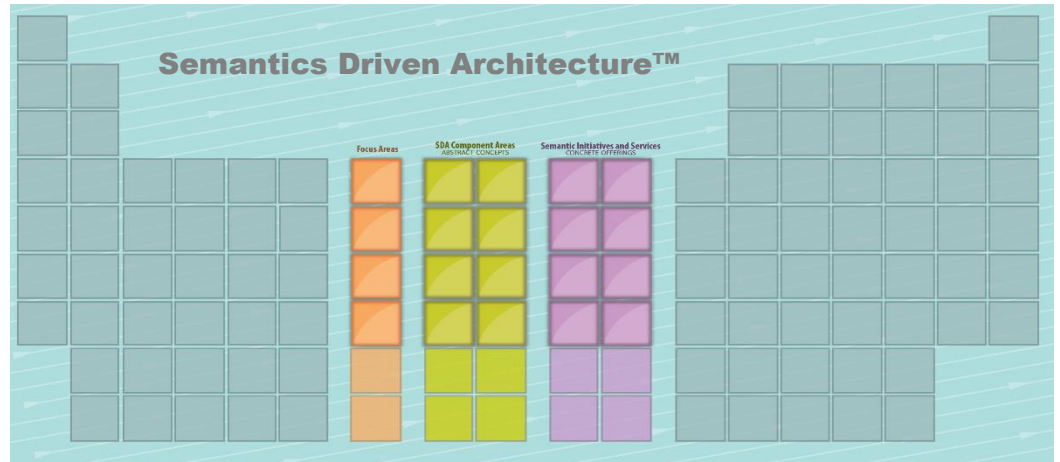 Semantics Driven Architecture™
Focus Areas
SDA Component Areas
ABSTRACT CONCEPTS
Semantic Initiatives and Services
CONCRETE OFFERINGS